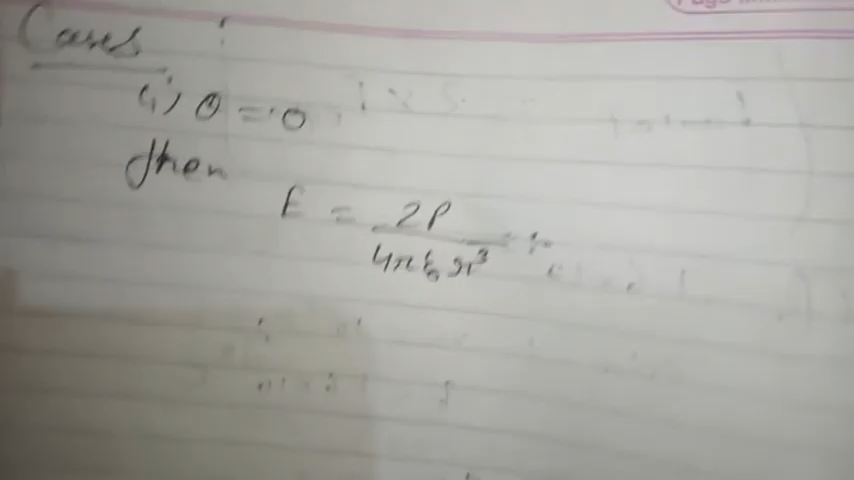 Cases :
(i) θ = 0
then
E = 2P / 4πε₀r³